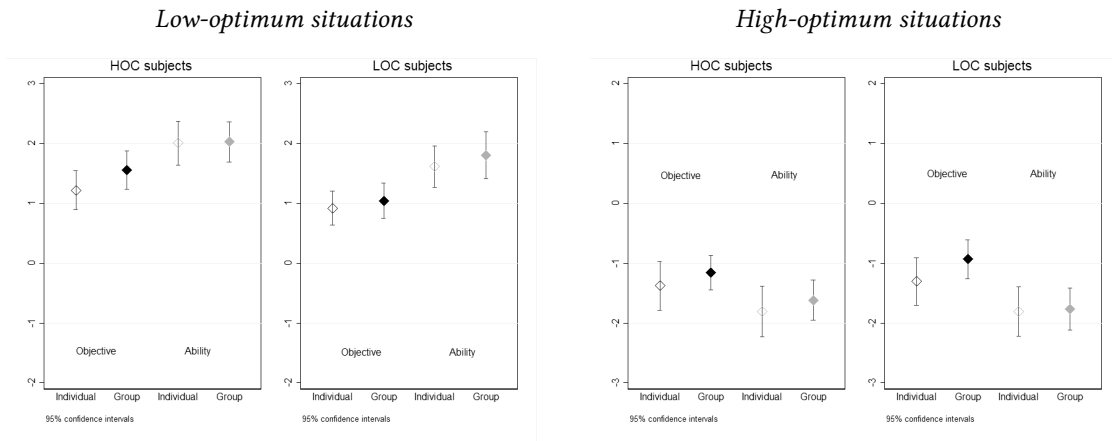 Low-optimum situations
High-optimum situations
HOC subjects
LOC subjects
HOC subjects
LOC subjects
3
2
1
0
-1
-2
Objective
Ability
Individual
Group
Individual
Group
95% confidence intervals
3
2
1
0
-1
-2
Objective
Ability
Individual
Group
Individual
Group
95% confidence intervals
2
1
0
-1
-2
-3
Objective
Ability
Individual
Group
Individual
Group
95% confidence intervals
2
1
0
-1
-2
-3
Objective
Ability
Individual
Group
Individual
Group
95% confidence intervals